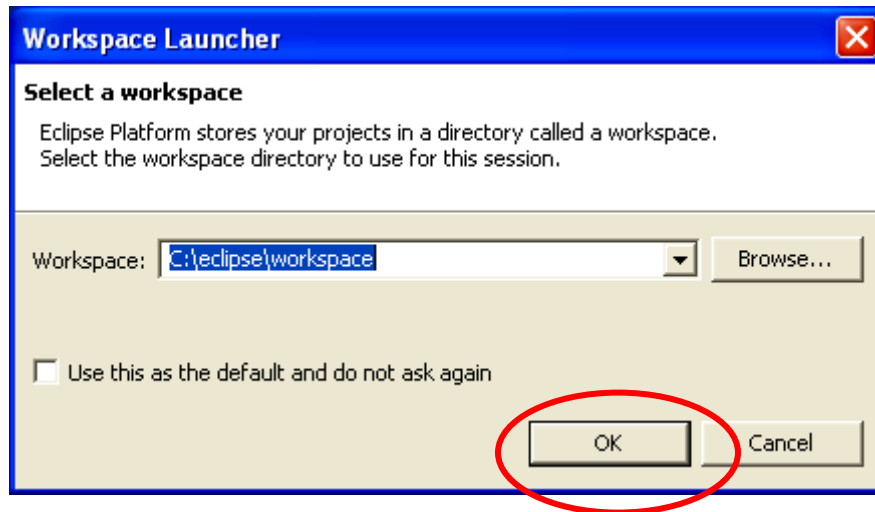 Workspace Launcher
Select a workspace
Eclipse Platform stores your projects in a directory called a workspace.
Select the workspace directory to use for this session.
Workspace: C:\eclipse\workspace Browse...
Use this as the default and do not ask again
OK Cancel